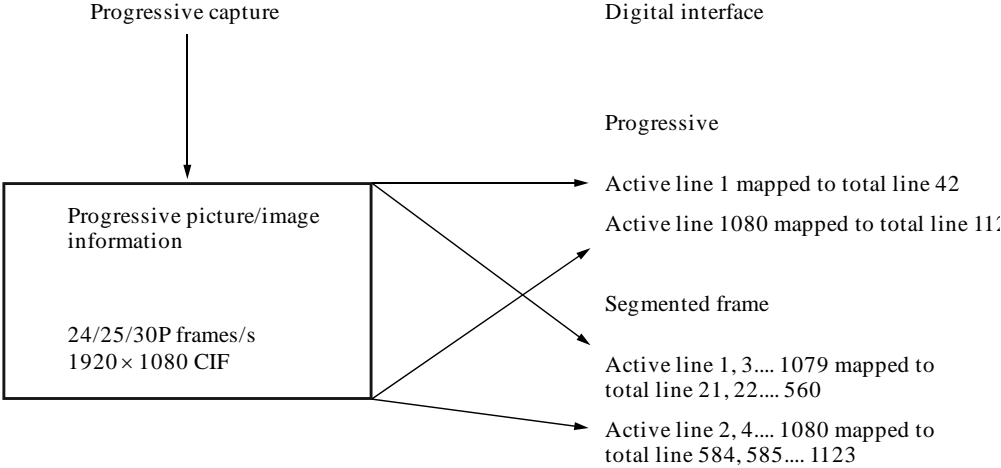 Progressive capture
Digital interface
Progressive
Active line 1 mapped to total line 42
Active line 1080 mapped to total line
Progressive picture/image
information
24/25/30P frames/s
1920 × 1080 CIF
Segmented frame
Active line 1, 3.... 1079 mapped to
total line 21, 22.... 560
Active line 2, 4.... 1080 mapped to
total line 584, 585.... 1123